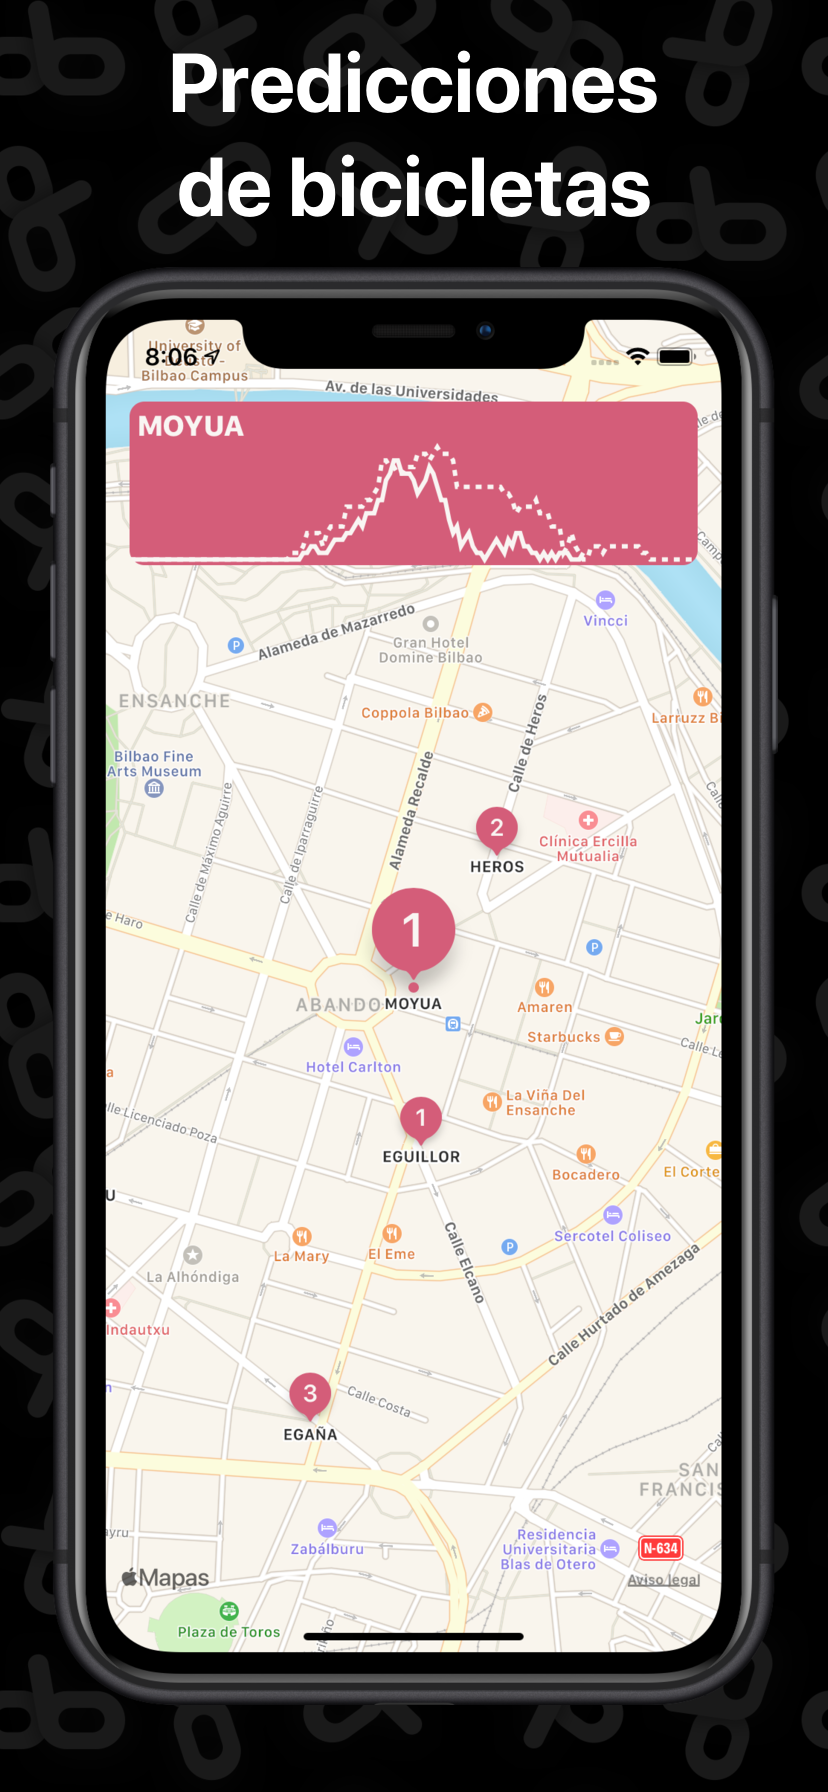 Predicciones
de bicicletas
8:06
University of
Deusto -
Bilbao Campus
Av. de las Universidades
MOYUA
Alameda de Mazarredo
Vincci
P
Gran Hotel
Domine Bilbao
ENSANCHE
Coppola Bilbao
Larruzz Bi
Calle de Heros
Bilbao Fine
Arts Museum
Alameda Recalde
Calle de Máximo Aguirre
Calle de Iparraguirre
2
HEROS
Clínica Ercilla
Mutualia
e Haro
1
P
ABANDO
MOYUA
Amaren
Jar
Starbucks
Calle Le
Hotel Carlton
a
La Viña Del
Ensanche
lle Licenciado Poza
1
EGUILLOR
Bocadero
El Corte
U
Sercotel Coliseo
P
La Mary
El Eme
Calle Elcano
La Alhóndiga
Calle Hurtado de Amezaga
Indautxu
n
3
Calle Costa
EGAÑA
SAN
FRANCIS
ayru
Zabálburu
Residencia
Universitaria
Blas de Otero
N-634
Mapas
Aviso legal
Plaza de Toros